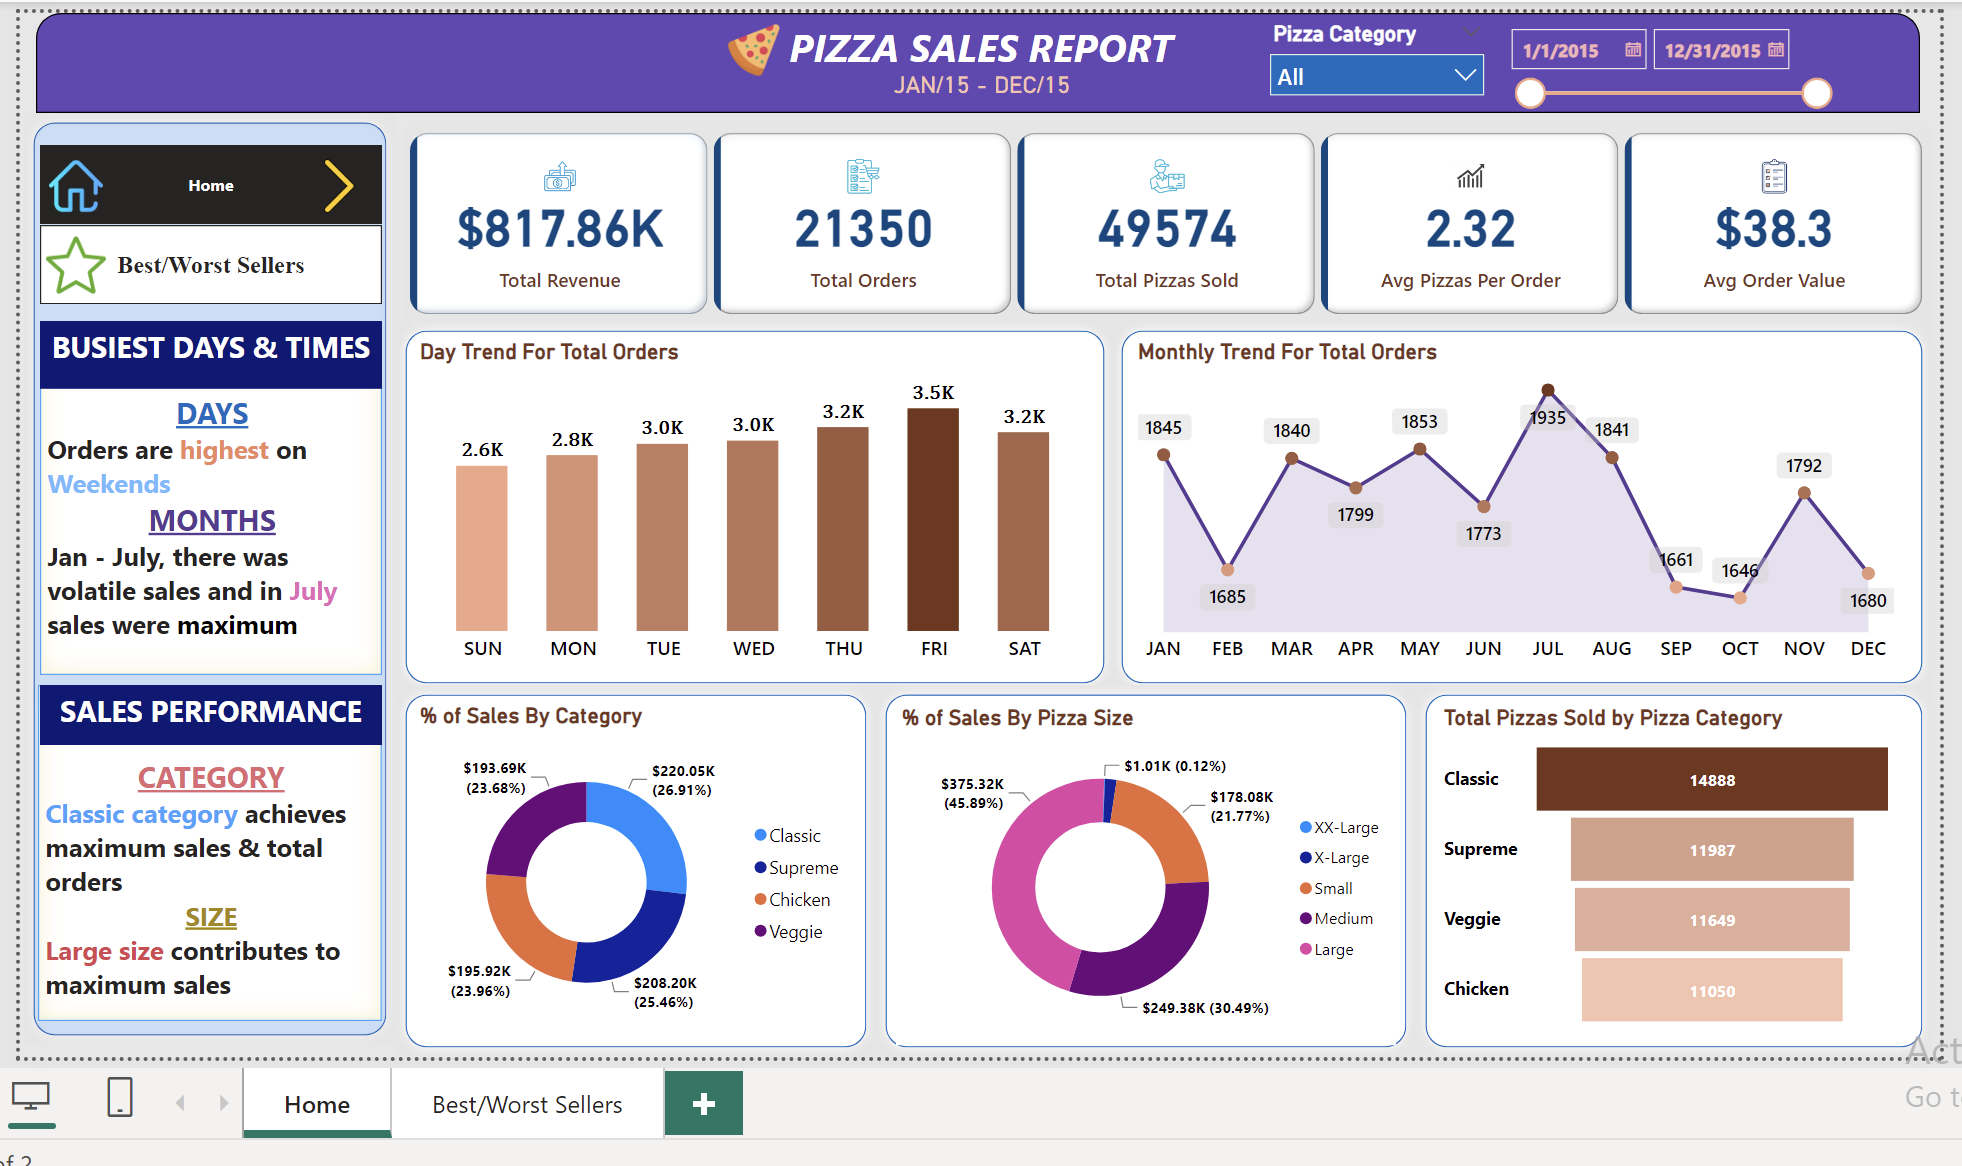 PIZZA SALES REPORT
JAN/15 - DEC/15
Pizza Category
All
1/1/2015
12/31/2015
Home
Best/Worst Sellers
BUSIEST DAYS & TIMES
DAYS
Orders are highest on
Weekends
MONTHS
Jan - July, there was
volatile sales and in July
sales were maximum
SALES PERFORMANCE
CATEGORY
Classic category achieves
maximum sales & total
orders
SIZE
Large size contributes to
maximum sales
$817.86K
Total Revenue
21350
Total Orders
49574
Total Pizzas Sold
2.32
Avg Pizzas Per Order
$38.3
Avg Order Value
Day Trend For Total Orders
2.6K
2.8K
3.0K
3.0K
3.2K
3.5K
3.2K
SUN MON TUE WED THU FRI SAT
Monthly Trend For Total Orders
1845
1685
1840
1799
1853
1773
1935
1841
1661
1646
1792
1680
JAN FEB MAR APR MAY JUN JUL AUG SEP OCT NOV DEC
% of Sales By Category
$193.69K
(23.68%)
$220.05K
(26.91%)
$195.92K
(23.96%)
$208.20K
(25.46%)
Classic
Supreme
Chicken
Veggie
% of Sales By Pizza Size
$1.01K (0.12%)
$375.32K
(45.89%)
$178.08K
(21.77%)
$249.38K (30.49%)
XX-Large
X-Large
Small
Medium
Large
Total Pizzas Sold by Pizza Category
Classic 14888
Supreme 11987
Veggie 11649
Chicken 11050
Home
Best/Worst Sellers
Go t
of 2